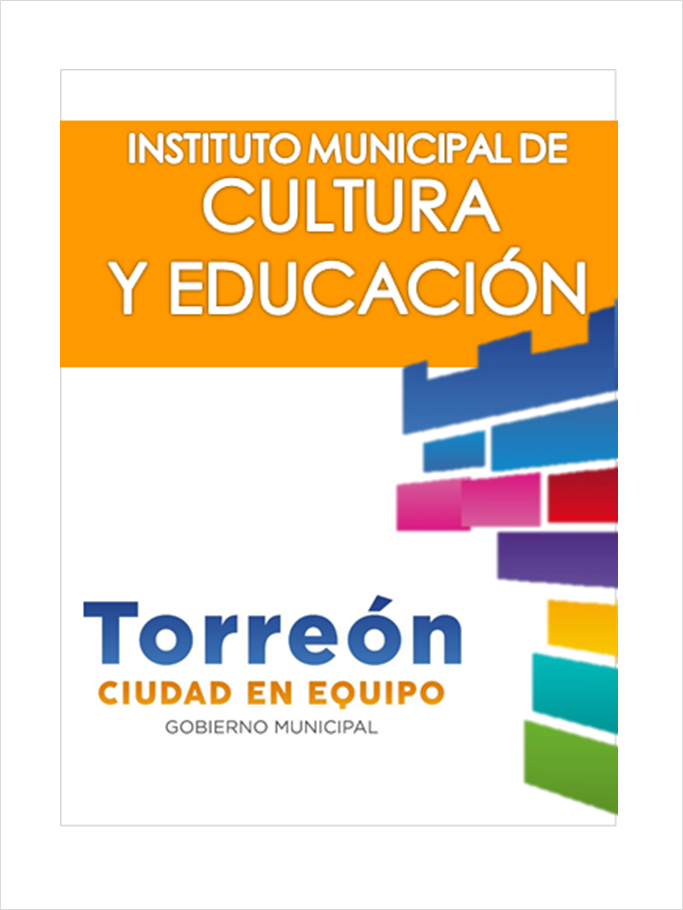 INSTITUTO MUNICIPAL DE
CULTURA
Y EDUCACIÓN
Torreón
CIUDAD EN EQUIPO
GOBIERNO MUNICIPAL